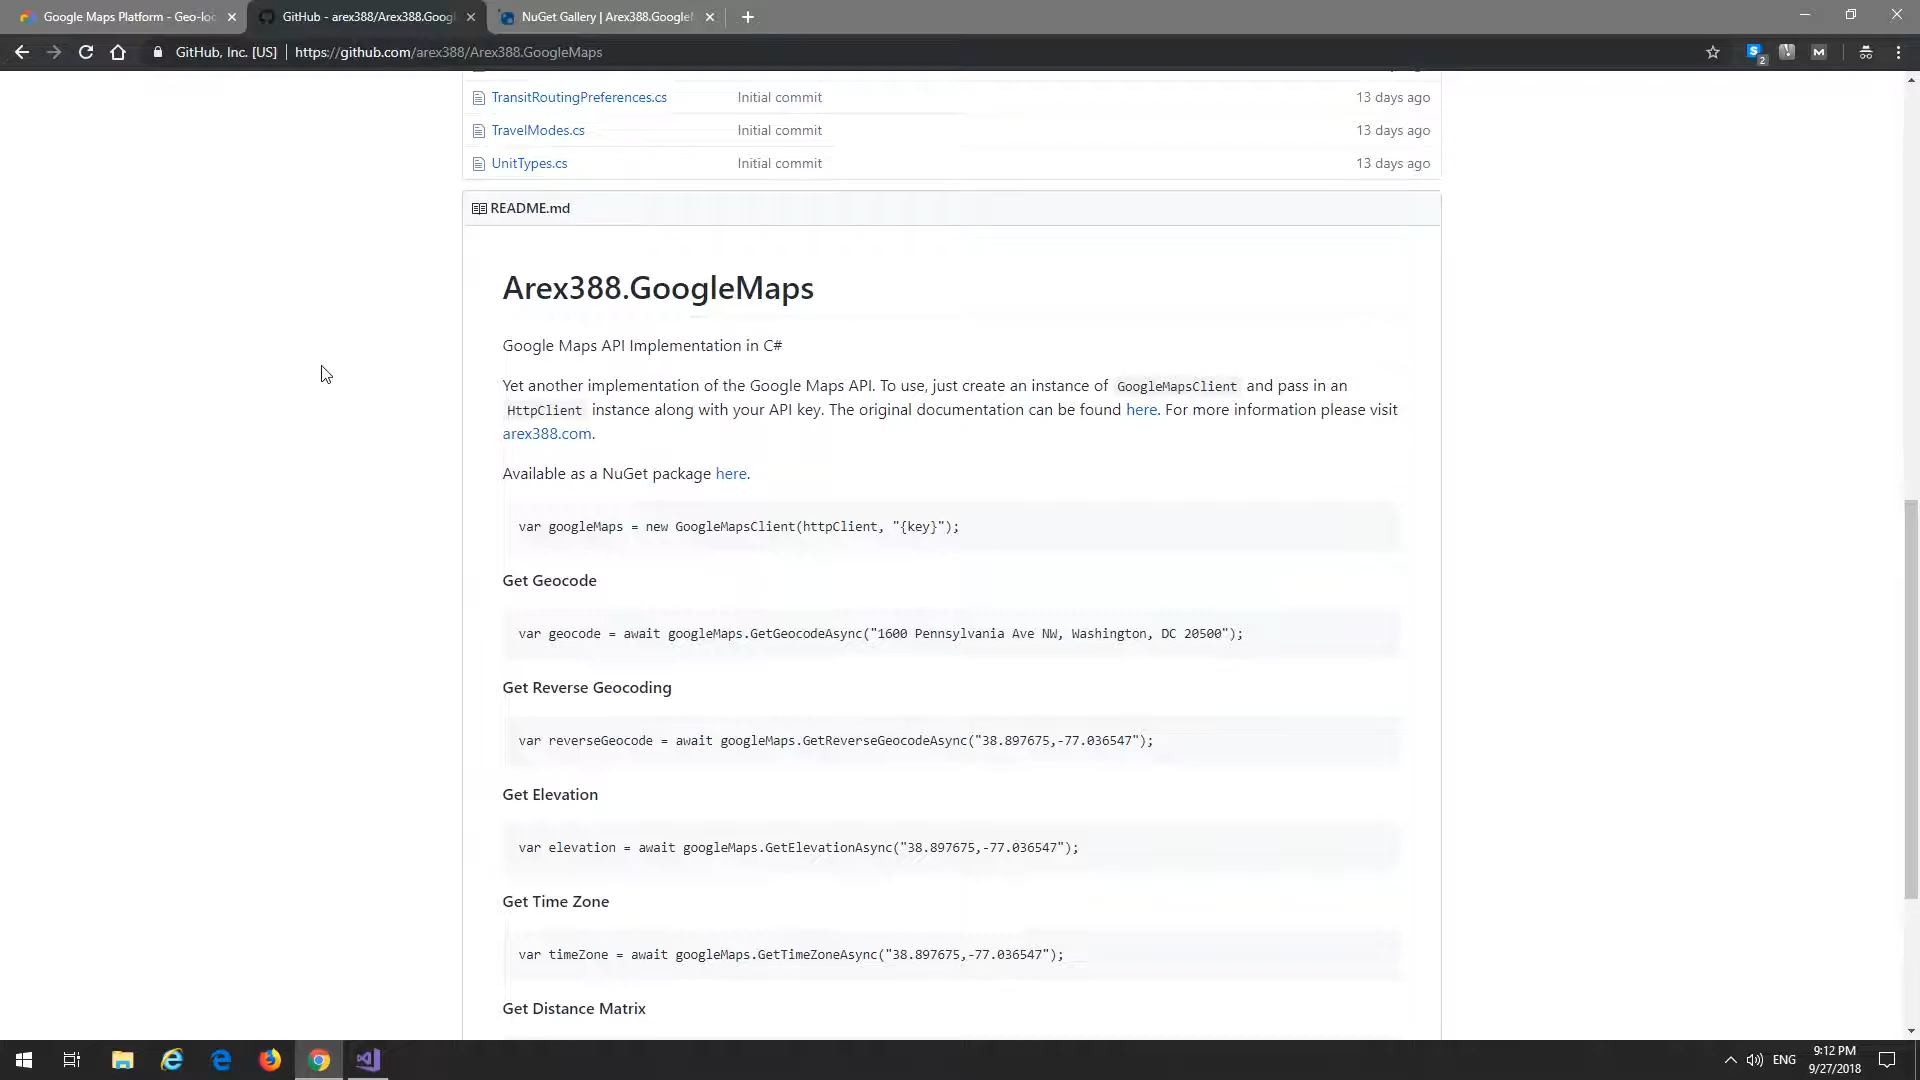 Google Maps Platform - Geo-loc
GitHub - arex388/Arex388.Googl
NuGet Gallery | Arex388.Google
GitHub, Inc. [US] | https://github.com/arex388/Arex388.GoogleMaps
TransitRoutingPreferences.cs Initial commit 13 days ago
TravelModes.cs Initial commit 13 days ago
UnitTypes.cs Initial commit 13 days ago
README.md
Arex388.GoogleMaps
Google Maps API Implementation in C#
Yet another implementation of the Google Maps API. To use, just create an instance of GoogleMapsClient and pass in an
HttpClient instance along with your API key. The original documentation can be found here. For more information please visit
arex388.com.
Available as a NuGet package here.
var googleMaps = new GoogleMapsClient(httpClient, "{key}");
Get Geocode
var geocode = await googleMaps.GetGeocodeAsync("1600 Pennsylvania Ave NW, Washington, DC 20500");
Get Reverse Geocoding
var reverseGeocode = await googleMaps.GetReverseGeocodeAsync("38.897675,-77.036547");
Get Elevation
var elevation = await googleMaps.GetElevationAsync("38.897675,-77.036547");
Get Time Zone
var timeZone = await googleMaps.GetTimeZoneAsync("38.897675,-77.036547");
Get Distance Matrix
ENG
9:12 PM
9/27/2018